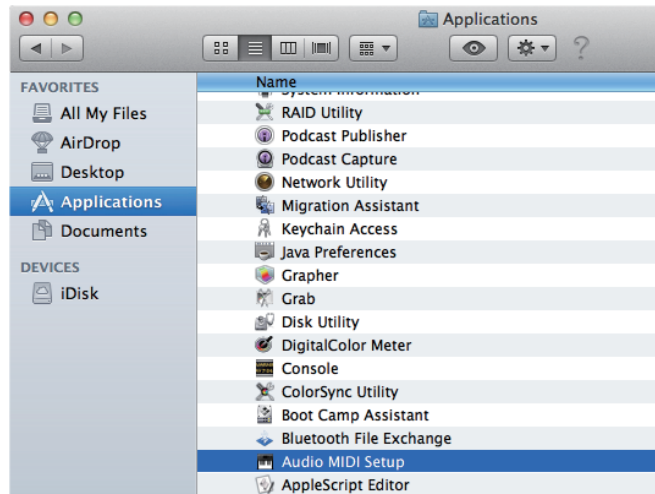 Applications
FAVORITES
All My Files
AirDrop
Desktop
Applications
Documents
DEVICES
iDisk
Name
System Information
RAID Utility
Podcast Publisher
Podcast Capture
Network Utility
Migration Assistant
Keychain Access
Java Preferences
Grapher
Grab
Disk Utility
DigitalColor Meter
Console
ColorSync Utility
Boot Camp Assistant
Bluetooth File Exchange
Audio MIDI Setup
AppleScript Editor